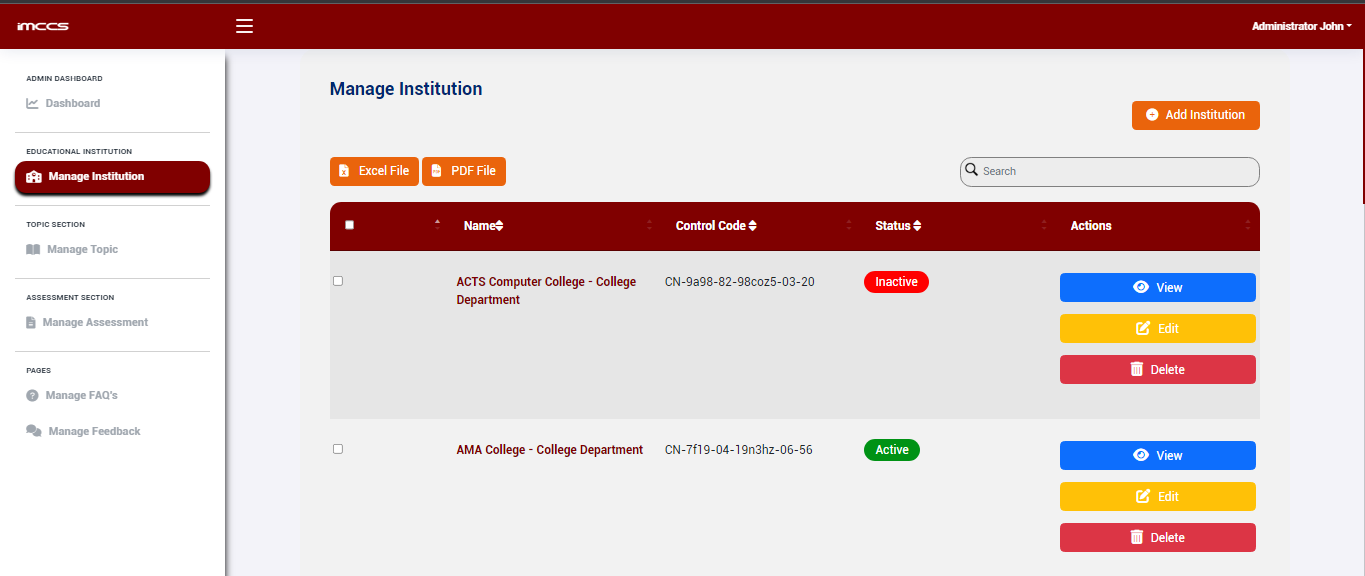 imccs
Administrator John
ADMIN DASHBOARD
Dashboard
EDUCATIONAL INSTITUTION
Manage Institution
TOPIC SECTION
Manage Topic
ASSESSMENT SECTION
Manage Assessment
PAGES
Manage FAQ's
Manage Feedback
Manage Institution
Add Institution
Excel File
PDF File
Search
Name
Control Code
Status
Actions
ACTS Computer College - College
Department
CN-9a98-82-98coz5-03-20
Inactive
View
Edit
Delete
AMA College - College Department
CN-7f19-04-19n3hz-06-56
Active
View
Edit
Delete